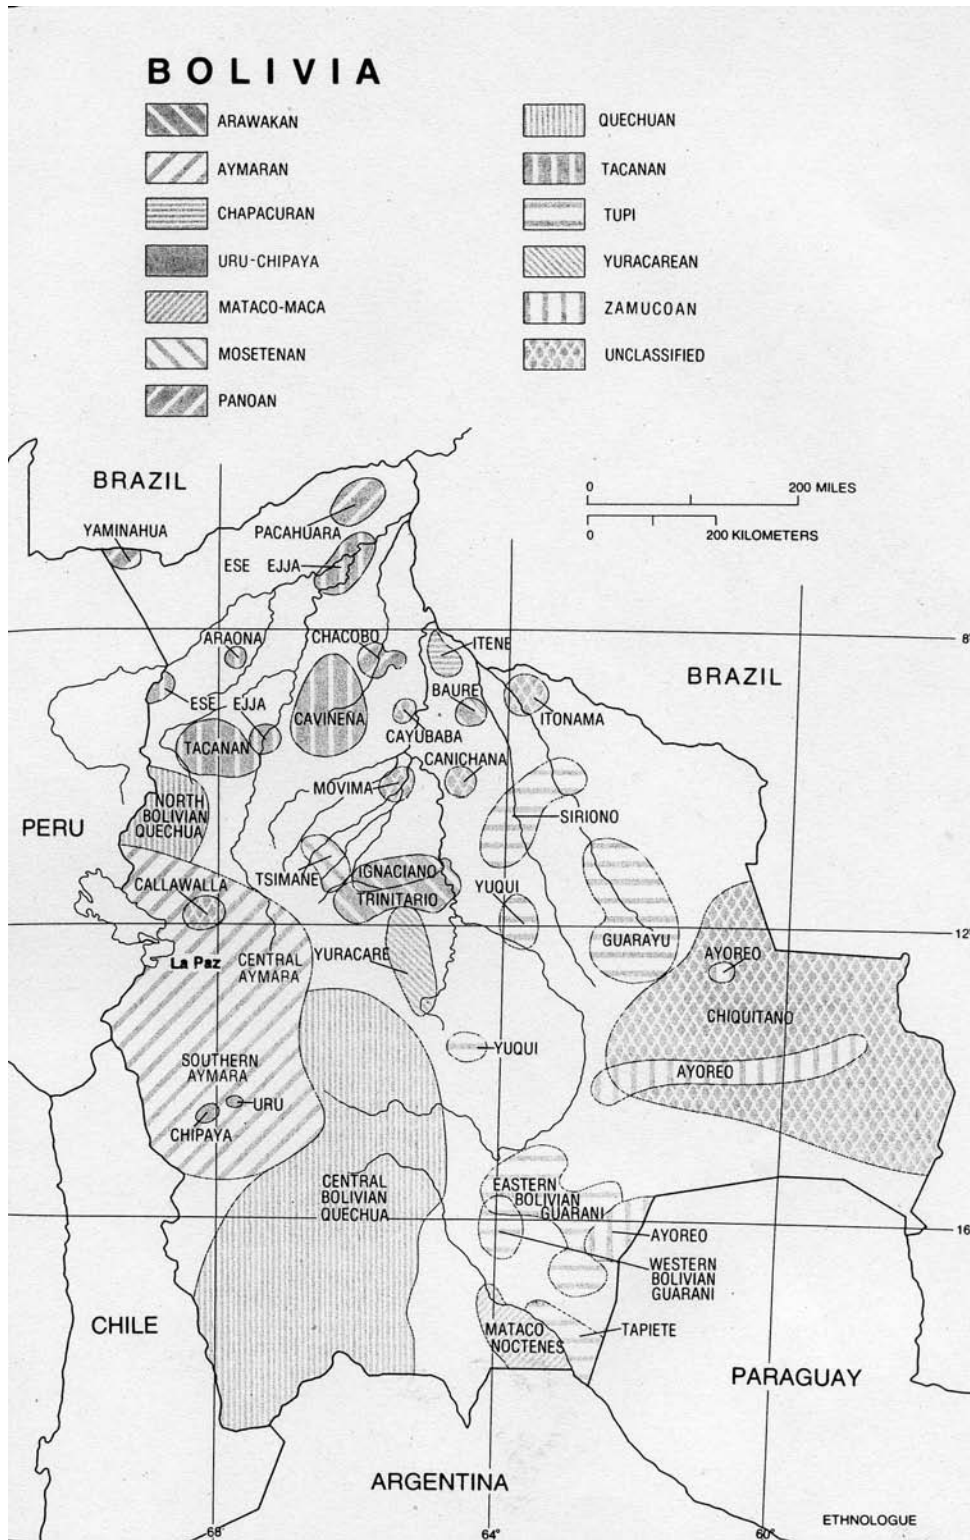 BOLIVIA
ARAWAKAN
AYMARAN
CHAPACURAN
URU-CHIPAYA
MATACO-MACA
MOSETENAN
PANOAN
QUECHUAN
TACANAN
TUPI
YURACAREAN
ZAMUCOAN
UNCLASSIFIED
0 200 MILES
0 200 KILOMETERS
BRAZIL
YAMINAHUA
PACAHUARA
ESE EJJA
ARAONA
CHACOBO
ITENE
8°
BRAZIL
ESE EJJA
BAURE
ITONAMA
CAVINEÑA
CAYUBABA
TACANAN
CANICHANA
MOVIMA
NORTH
BOLIVIAN
QUECHUA
PERU
SIRIONO
TSIMANE
IGNACIANO
TRINITARIO
CALLAWALLA
YUQUI
GUARAYU
12°
La Paz
CENTRAL
AYMARA
YURACARE
AYOREO
CHIQUITANO
YUQUI
AYOREO
SOUTHERN
AYMARA
URU
CHIPAYA
CENTRAL
BOLIVIAN
QUECHUA
EASTERN
BOLIVIAN
GUARANI
16°
AYOREO
WESTERN
BOLIVIAN
GUARANI
CHILE
MATACO
NOCTENES
TAPIETE
PARAGUAY
ARGENTINA
68°
64°
60°
ETHNOLOGUE